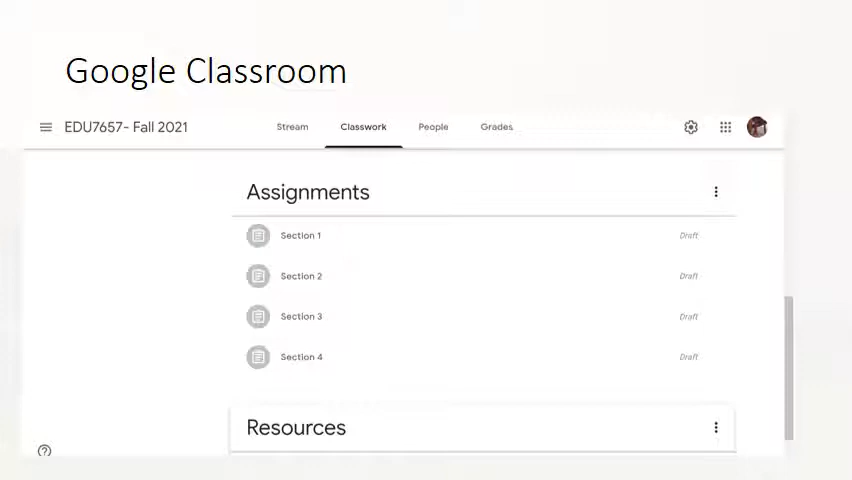 Google Classroom
EDU7657- Fall 2021
Stream
Classwork
People
Grades
Assignments
Section 1
Draft
Section 2
Draft
Section 3
Draft
Section 4
Draft
Resources